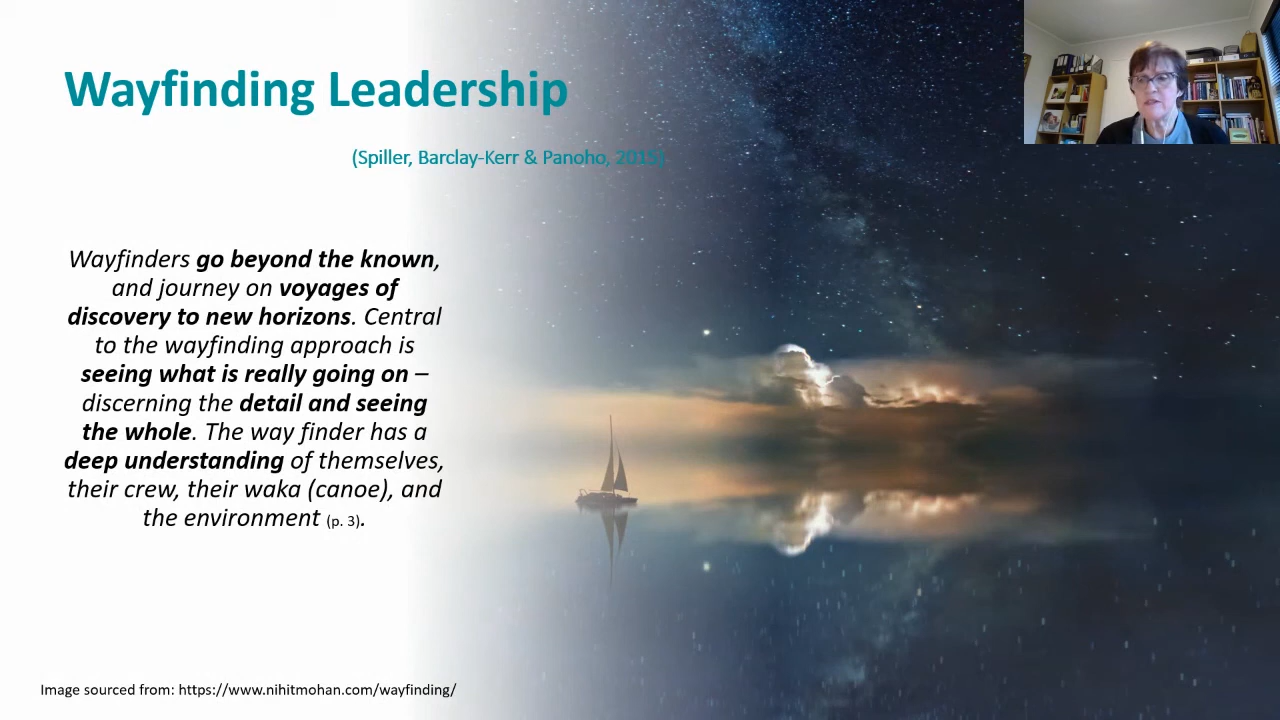 Wayfinding Leadership
(Spiller, Barclay-Kerr & Panoho, 2015)
Wayfinders go beyond the known,
and journey on voyages of
discovery to new horizons. Central
to the wayfinding approach is
seeing what is really going on –
discerning the detail and seeing
the whole. The way finder has a
deep understanding of themselves,
their crew, their waka (canoe), and
the environment (p. 3).
Image sourced from: https://www.nihitmohan.com/wayfinding/